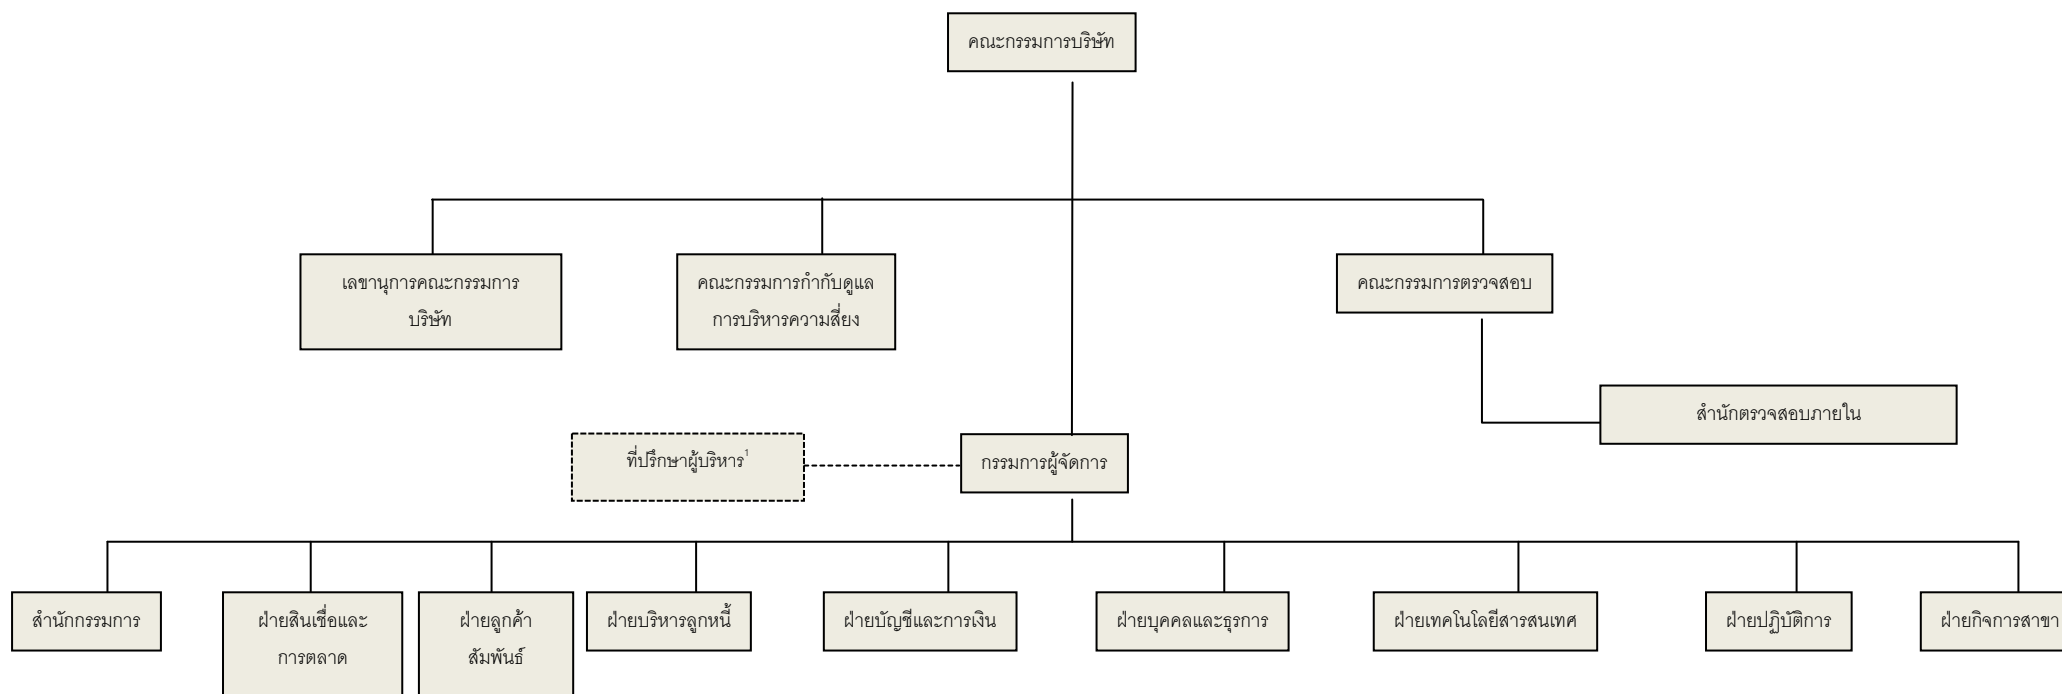 คณะกรรมการบริษัท
เลขานุการคณะกรรมการ
บริษัท
คณะกรรมการกำกับดูแล
การบริหารความสี่ยง
คณะกรรมการตรวจสอบ
สำนักตรวจสอบภายใน
ที่ปรึกษาผู้บริหาร¹
กรรมการผู้จัดการ
สำนักกรรมการ
ฝ่ายสินเชื่อและ
การตลาด
ฝ่ายลูกค้า
สัมพันธ์
ฝ่ายบริหารลูกหนี้
ฝ่ายบัญชีและการเงิน
ฝ่ายบุคคลและธุรการ
ฝ่ายเทคโนโลยีสารสนเทศ
ฝ่ายปฏิบัติการ
ฝ่ายกิจการสาขา